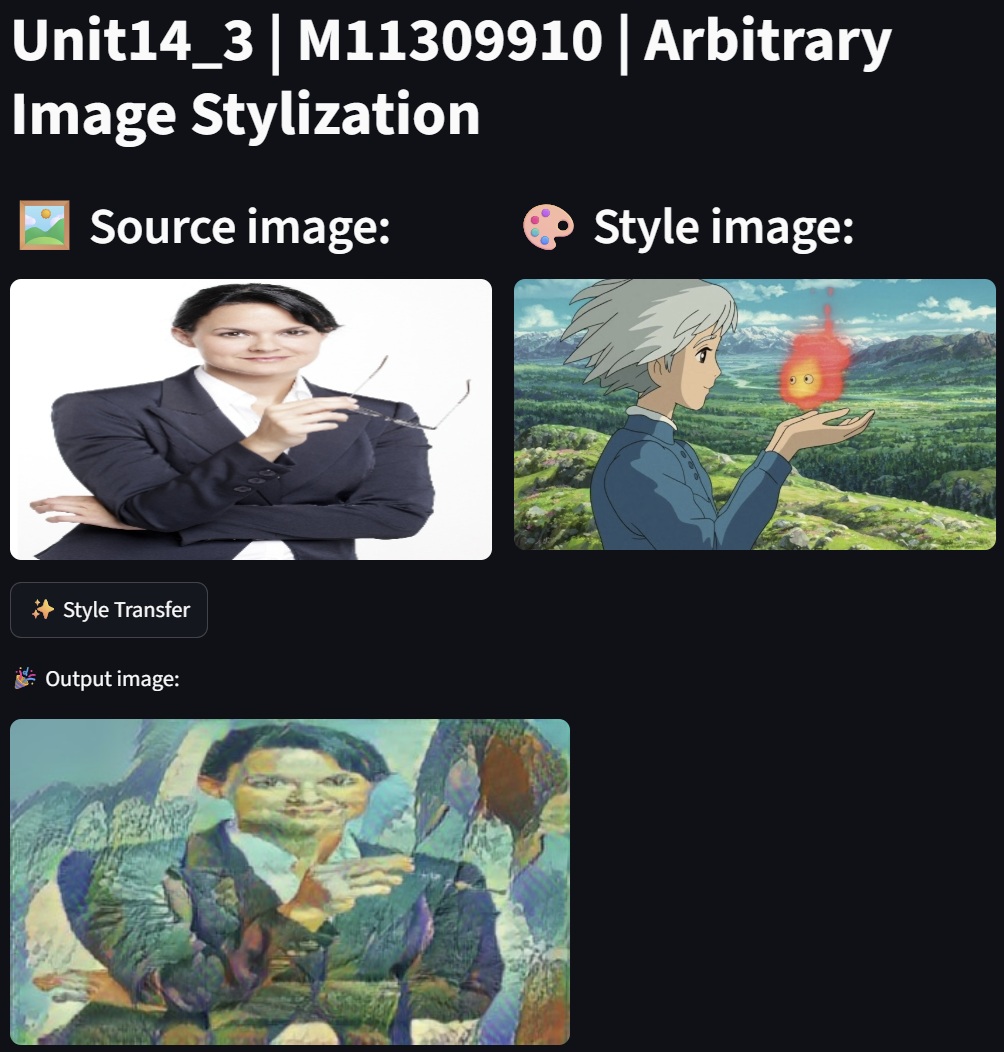 Unit14_3 | M11309910 | Arbitrary
Image Stylization
Source image:
Style image:
Style Transfer
Output image: